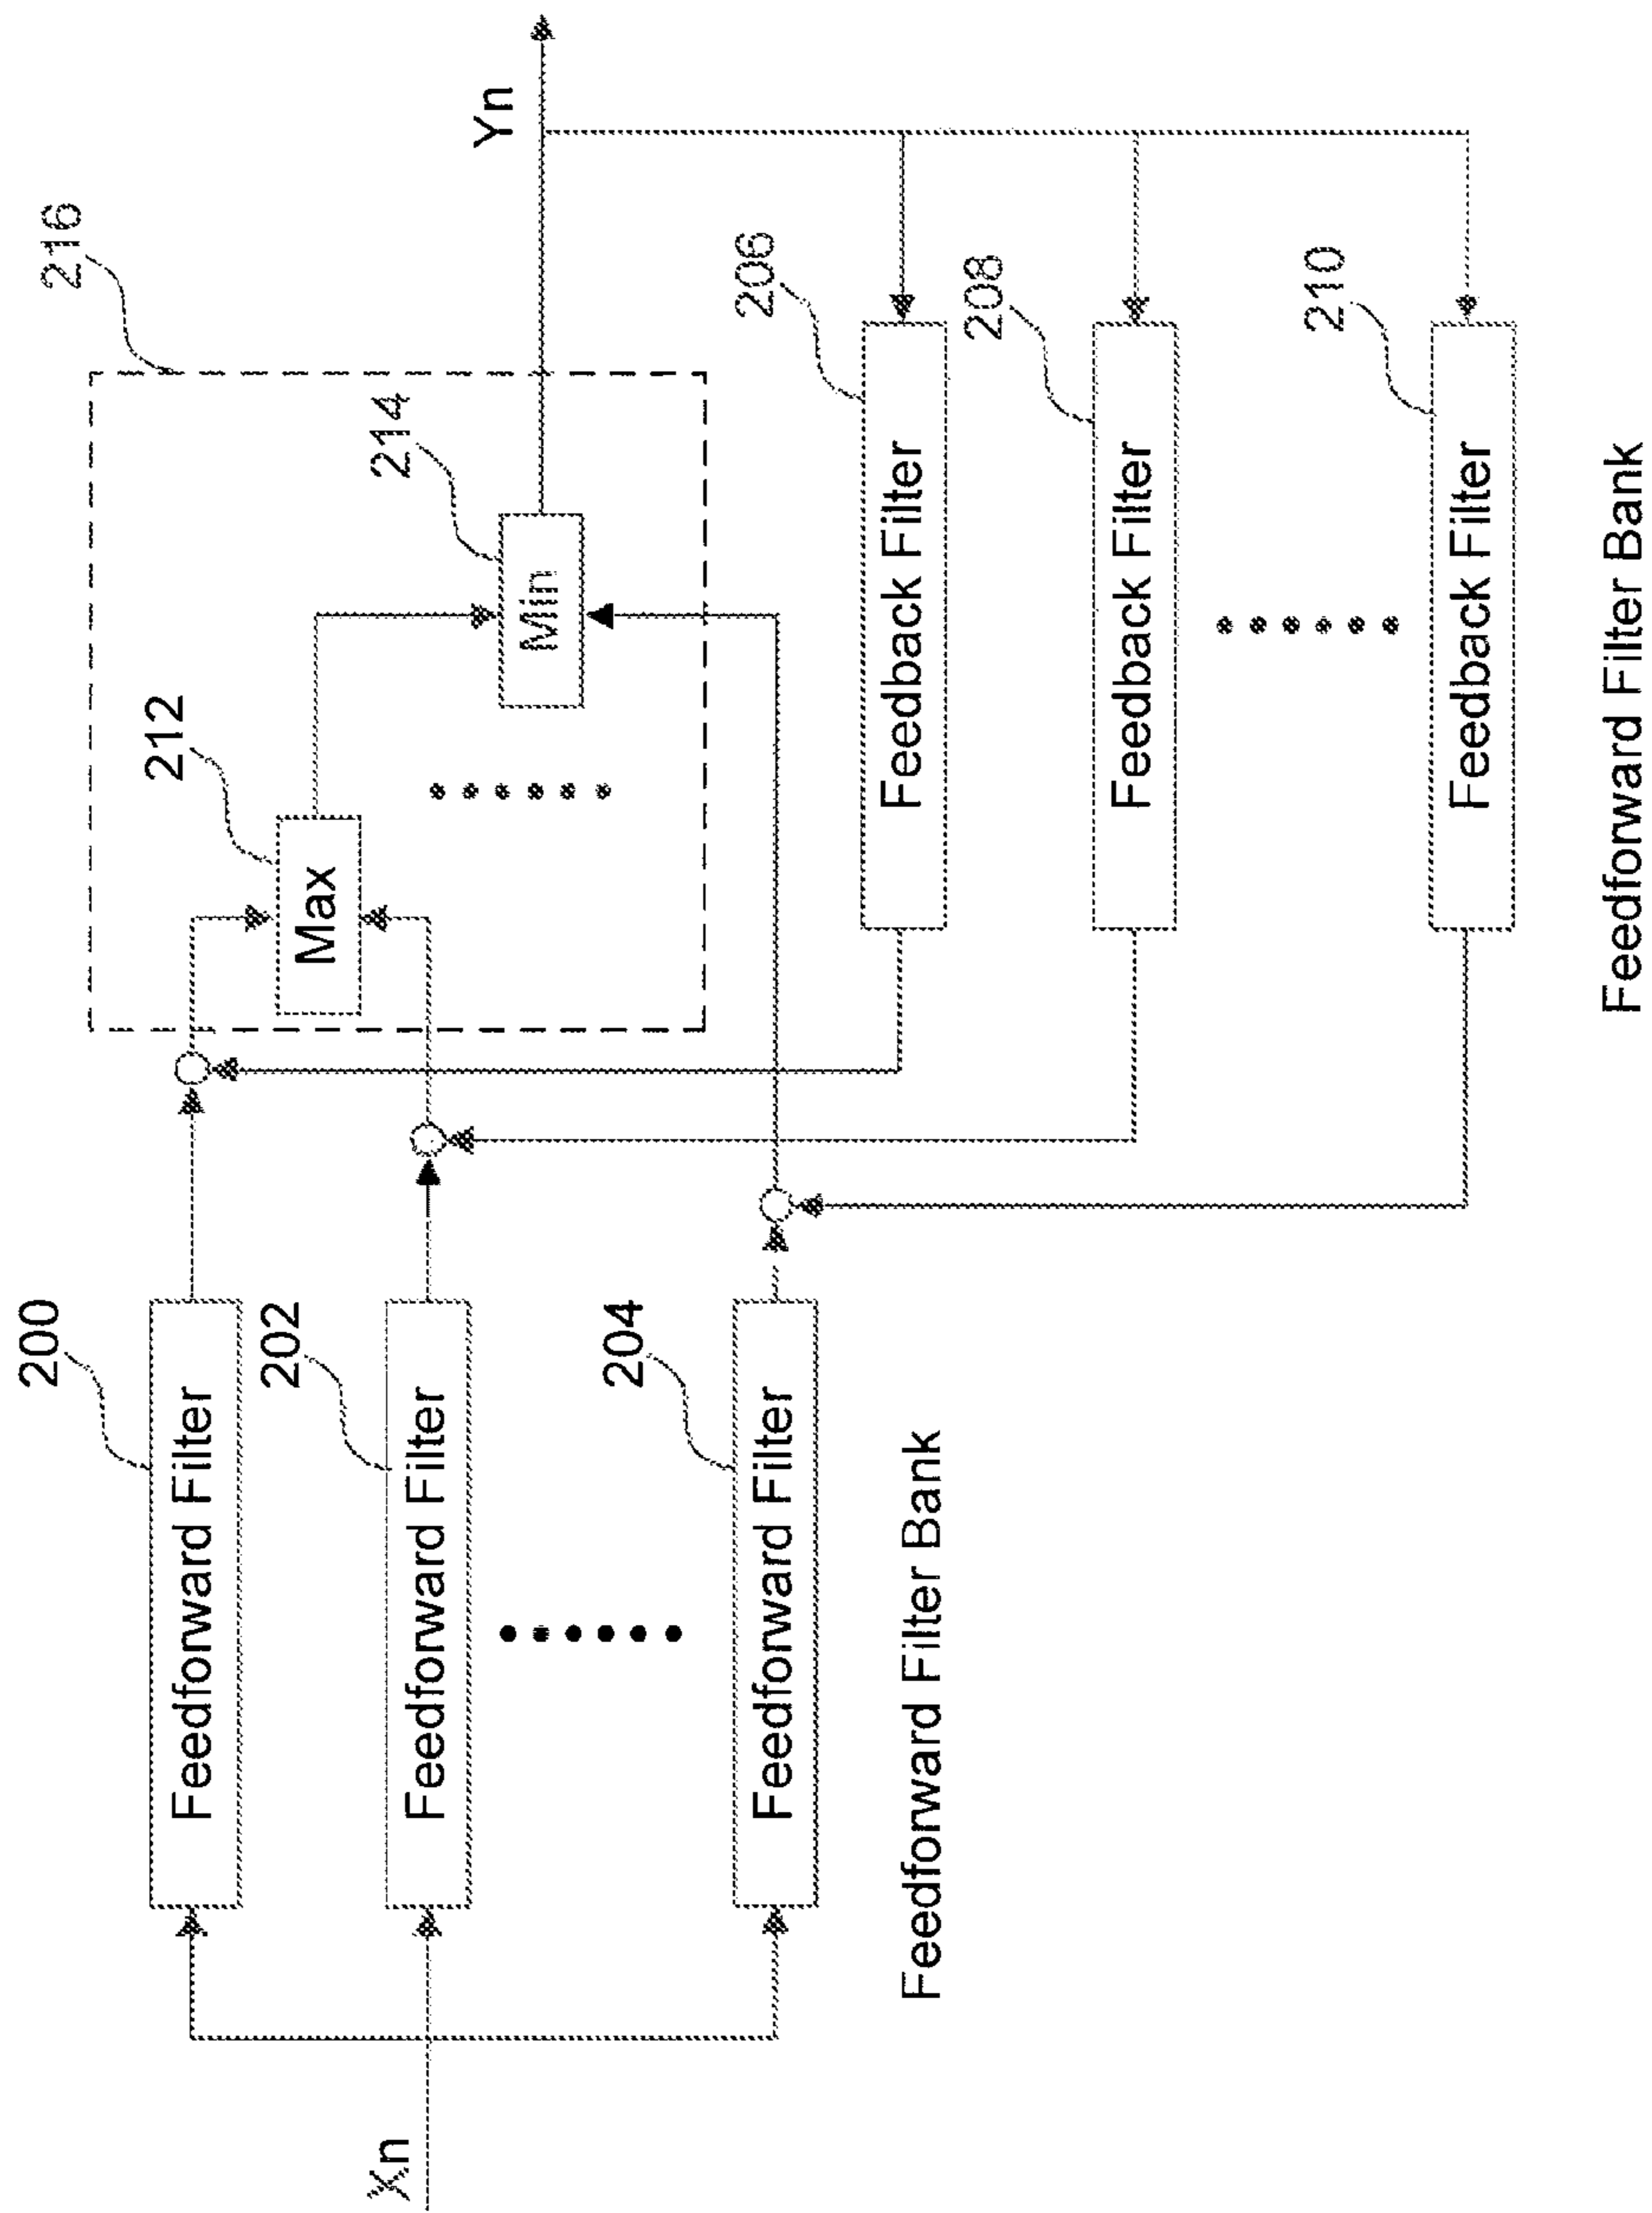 216
Yn
212
Max
214
Min
200
Feedforward Filter
202
Feedforward Filter
Xn
204
Feedforward Filter
Feedforward Filter Bank
206
Feedback Filter
208
Feedback Filter
210
Feedback Filter
Feedforward Filter Bank